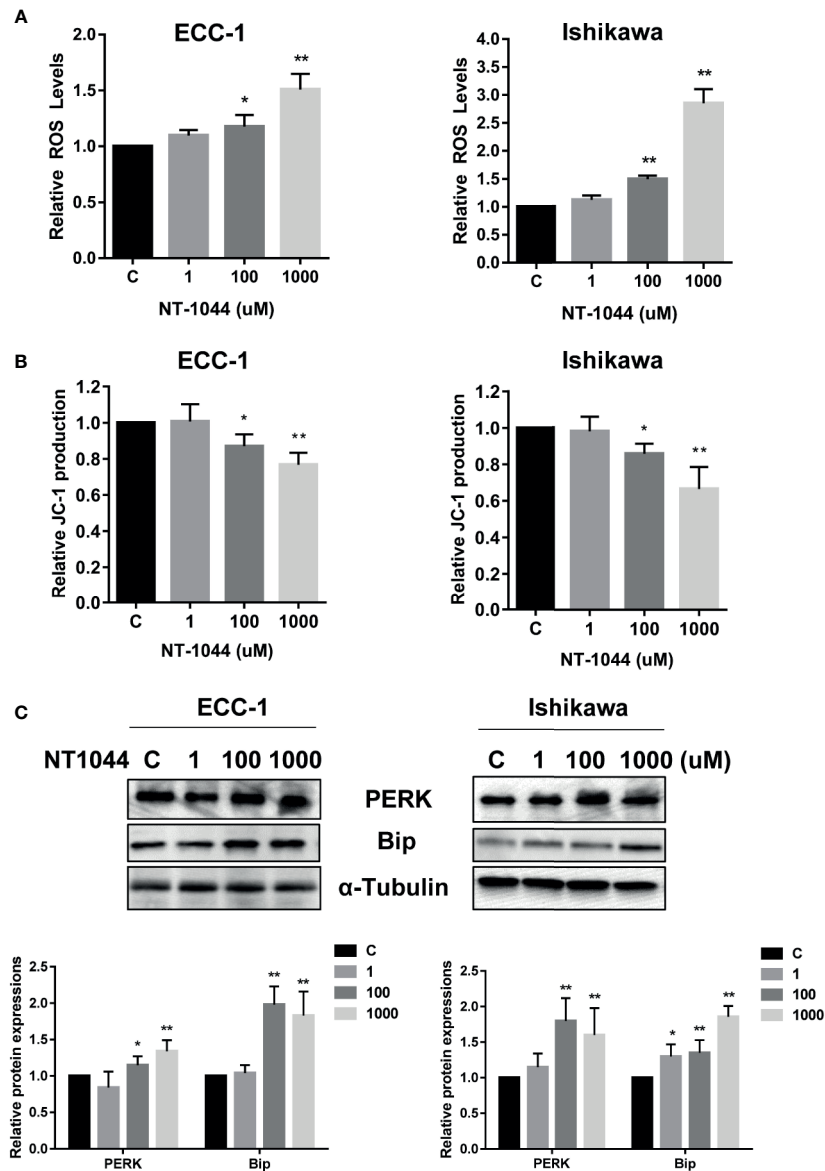 A
ECC-1
Relative ROS Levels
2.0
1.5
1.0
0.5
0.0
*
**
C 1 100 1000
NT-1044 (uM)
Ishikawa
Relative ROS Levels
4.0
3.5
3.0
2.5
2.0
1.5
1.0
0.5
0.0
**
**
C 1 100 1000
NT-1044 (uM)
B
ECC-1
Relative JC-1 production
1.2
1.0
0.8
0.6
0.4
0.2
0.0
*
**
C 1 100 1000
NT-1044 (uM)
Ishikawa
Relative JC-1 production
1.2
1.0
0.8
0.6
0.4
0.2
0.0
*
**
C 1 100 1000
NT-1044 (uM)
C
ECC-1 Ishikawa
NT1044 C 1 100 1000 C 1 100 1000 (uM)
PERK
Bip
α-Tubulin
Relative protein expressions
2.5
2.0
1.5
1.0
0.5
0.0
*
**
**
**
PERK Bip
C
1
100
1000
Relative protein expressions
2.5
2.0
1.5
1.0
0.5
0.0
**
**
*
**
**
PERK Bip
C
1
100
1000